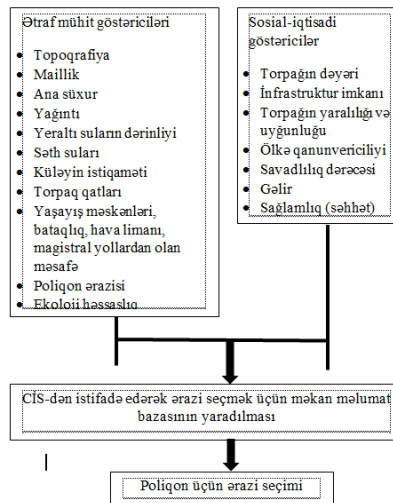 Ətraf mühit göstəriciləri
• Topoqrafiya
• Maillik
• Ana süxur
• Yağıntı
• Yeraltı suların dərinliyi
• Səth suları
• Küləyin istiqaməti
• Torpaq qatları
• Yaşayış məskənləri,
bataqlıq, hava limanı,
magistral yollardan olan
məsafə
• Poliqon ərazisi
• Ekoloji həssaslıq
Sosial-iqtisadi
göstəricilər
• Torpağın dəyəri
• İnfrastruktur imkanı
• Torpağın yaralılığı və
uyğunluğu
• Ölkə qanunvericiliyi
• Savadlılıq dərəcəsi
• Gəlir
• Sağlamlıq (səhhət)
CİS-dən istifadə edərək ərazi seçmək üçün məkan məlumat
bazasının yaradılması
Poliqon üçün ərazi seçimi